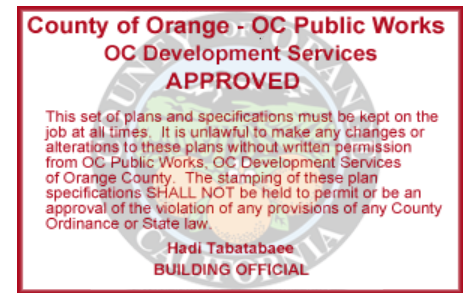 County of Orange - OC Public Works
OC Development Services
APPROVED
This set of plans and specifications must be kept on the
job at all times. It is unlawful to make any changes or
alterations to these plans without written permission
from OC Public Works, OC Development Services
of Orange County. The stamping of these plan
specifications SHALL NOT be held to permit or be an
approval of the violation of any provisions of any County
Ordinance or State law.
Hadi Tabatabaee
BUILDING OFFICIAL
COUNTY OF ORANGE
CALIFORNIA